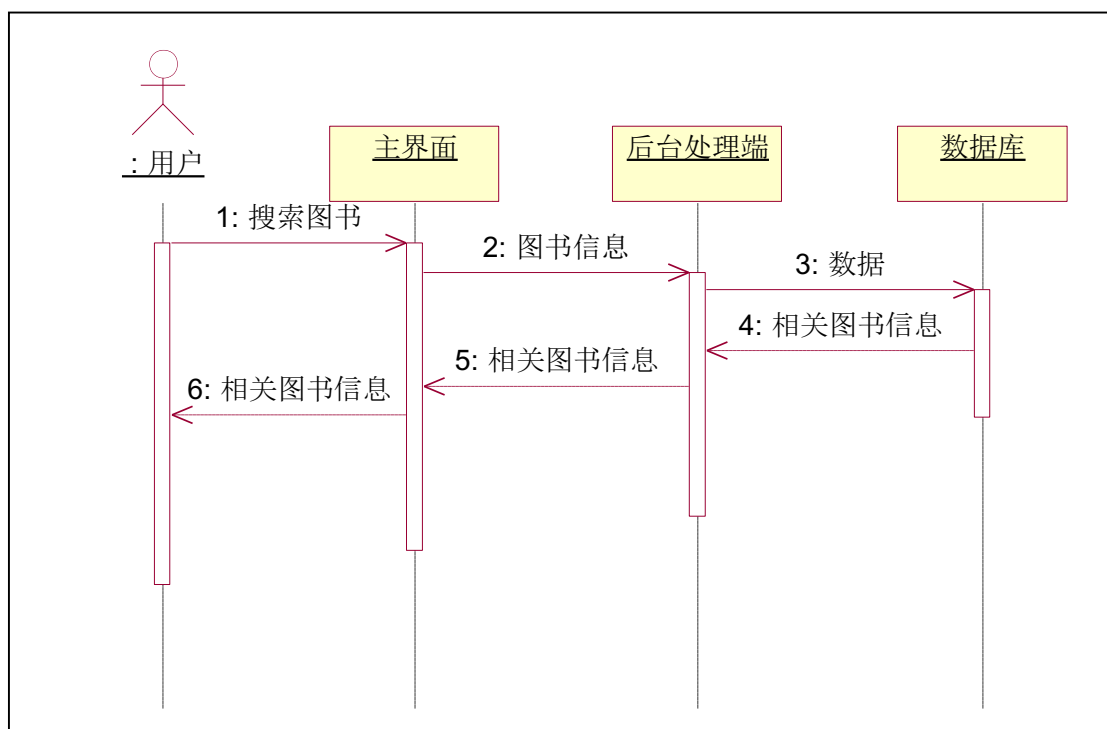 : 用户
主界面
后台处理端
数据库
1: 搜索图书
2: 图书信息
3: 数据
4: 相关图书信息
5: 相关图书信息
6: 相关图书信息